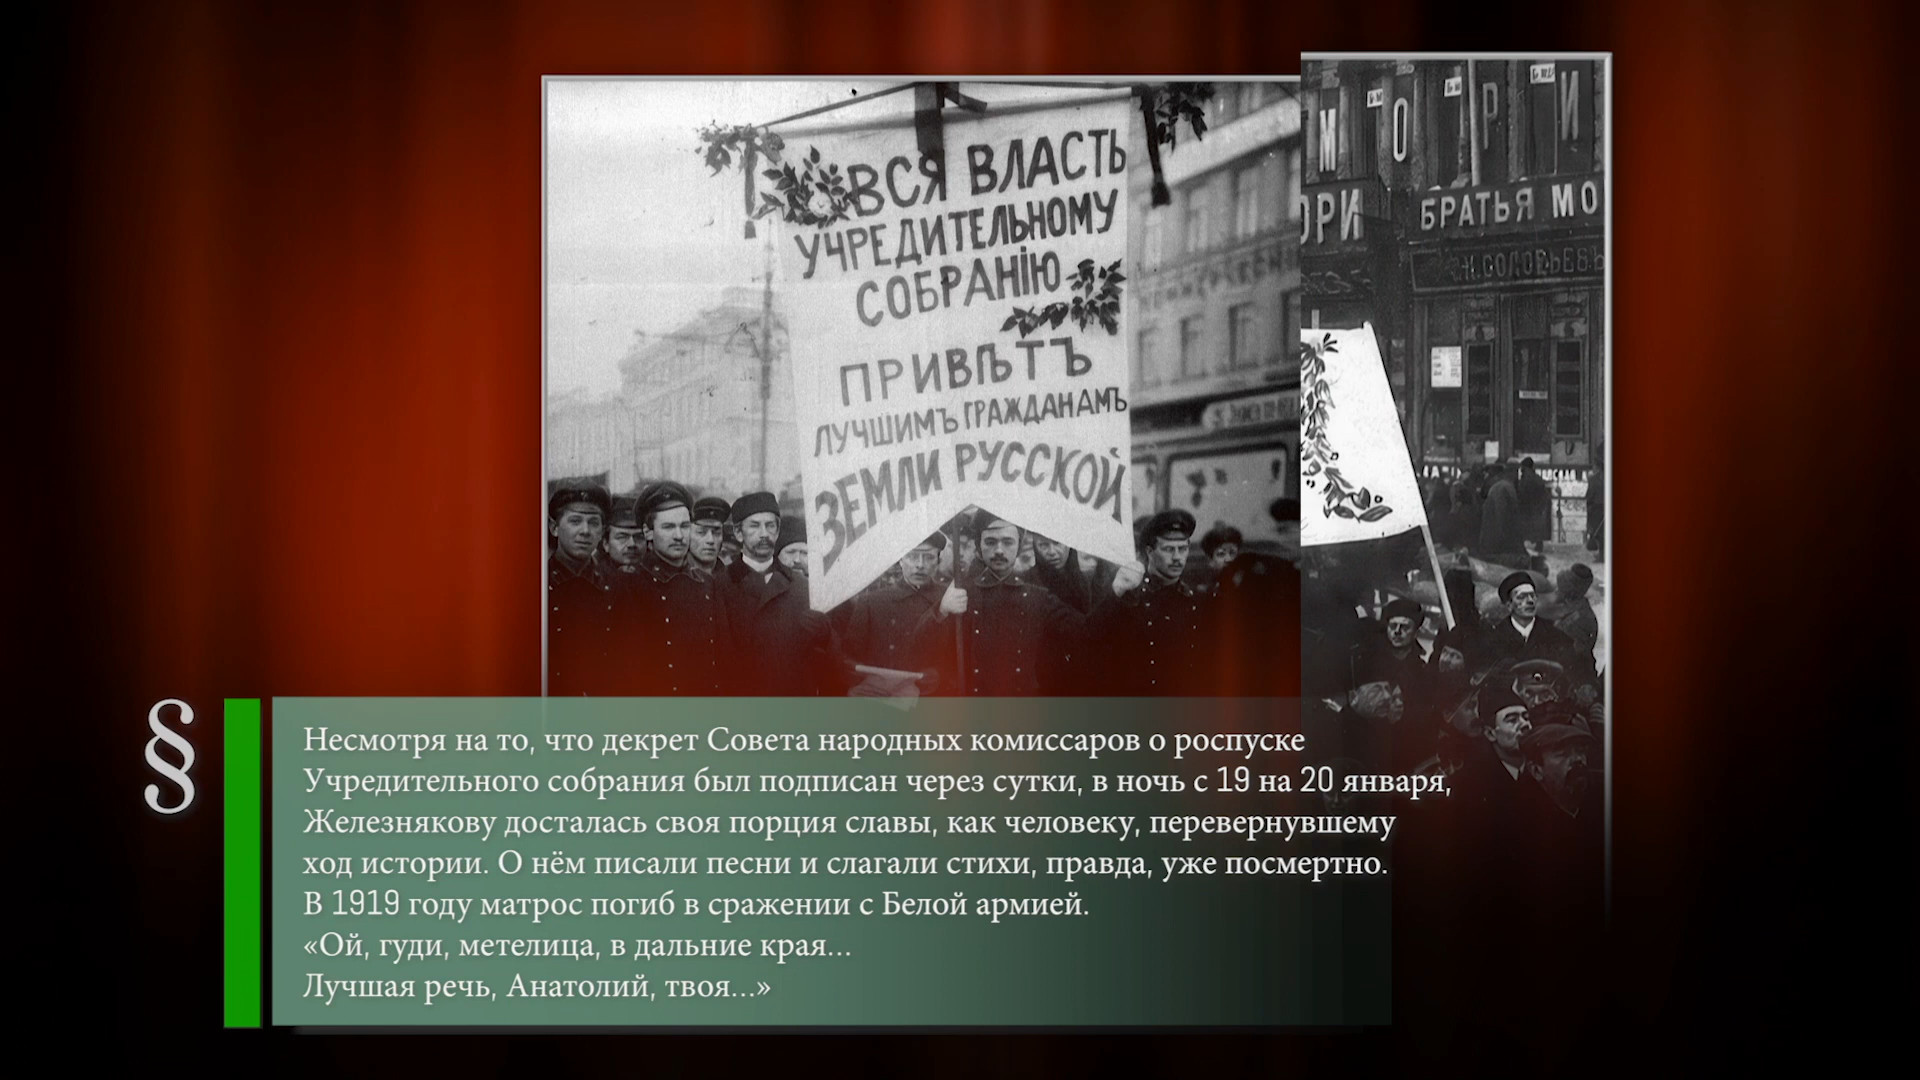 ВСЯ ВЛАСТЬ
УЧРЕДИТЕЛЬНОМУ
СОБРАНІЮ
ПРИВѢТЪ
ЛУЧШИМЪ ГРАЖДАНАМЪ
ЗЕМЛИ РУССКОЙ
М О Р И
ОРИ
БРАТЬЯ МО
§
Несмотря на то, что декрет Совета народных комиссаров о роспуске
Учредительного собрания был подписан через сутки, в ночь с 19 на 20 января,
Железнякову досталась своя порция славы, как человеку, перевернувшему
ход истории. О нём писали песни и слагали стихи, правда, уже посмертно.
В 1919 году матрос погиб в сражении с Белой армией.
«Ой, гуди, метелица, в дальние края...
Лучшая речь, Анатолий, твоя...»